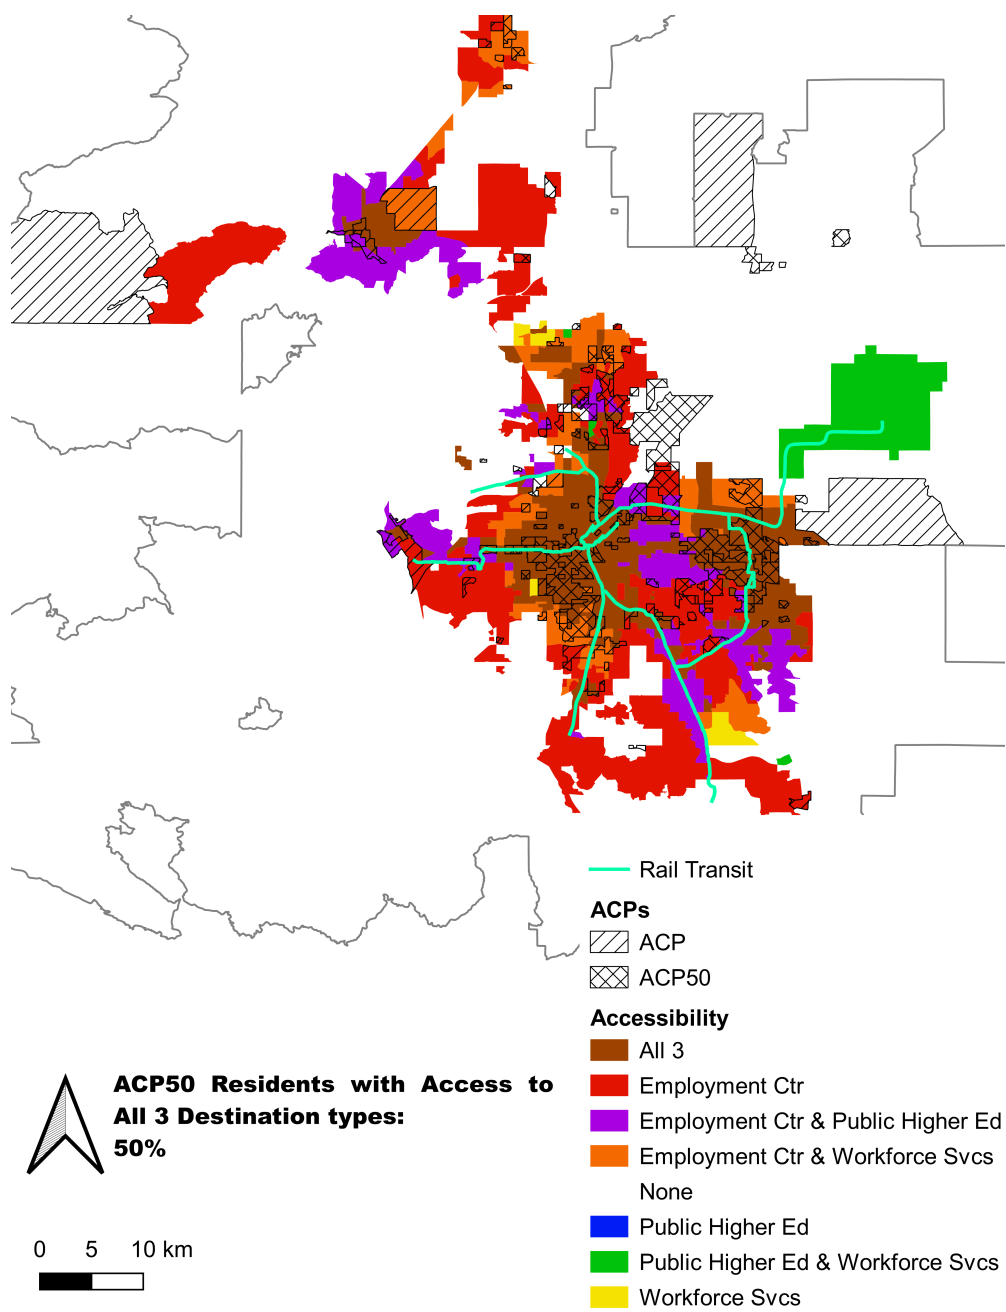 Rail Transit
ACPs
ACP
ACP50
Accessibility
All 3
Employment Ctr
Employment Ctr & Public Higher Ed
Employment Ctr & Workforce Svcs
None
Public Higher Ed
Public Higher Ed & Workforce Svcs
Workforce Svcs
ACP50 Residents with Access to
All 3 Destination types:
50%
0 5 10 km